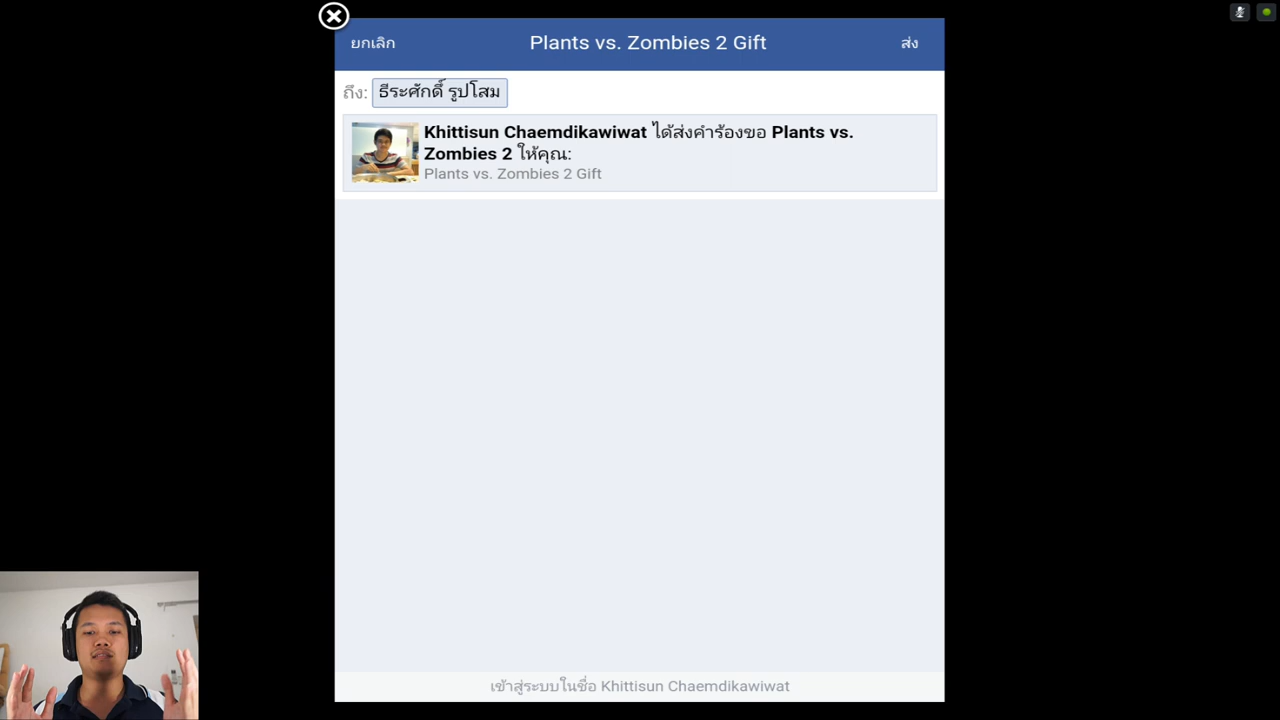 ยกเลิก Plants vs. Zombies 2 Gift ส่ง
ถึง: ธีระศักดิ์ รูปโสม
Khittisun Chaemdikawiwat ได้ส่งคำร้องขอ Plants vs.
Zombies 2 ให้คุณ:
Plants vs. Zombies 2 Gift
เข้าสู่ระบบในชื่อ Khittisun Chaemdikawiwat